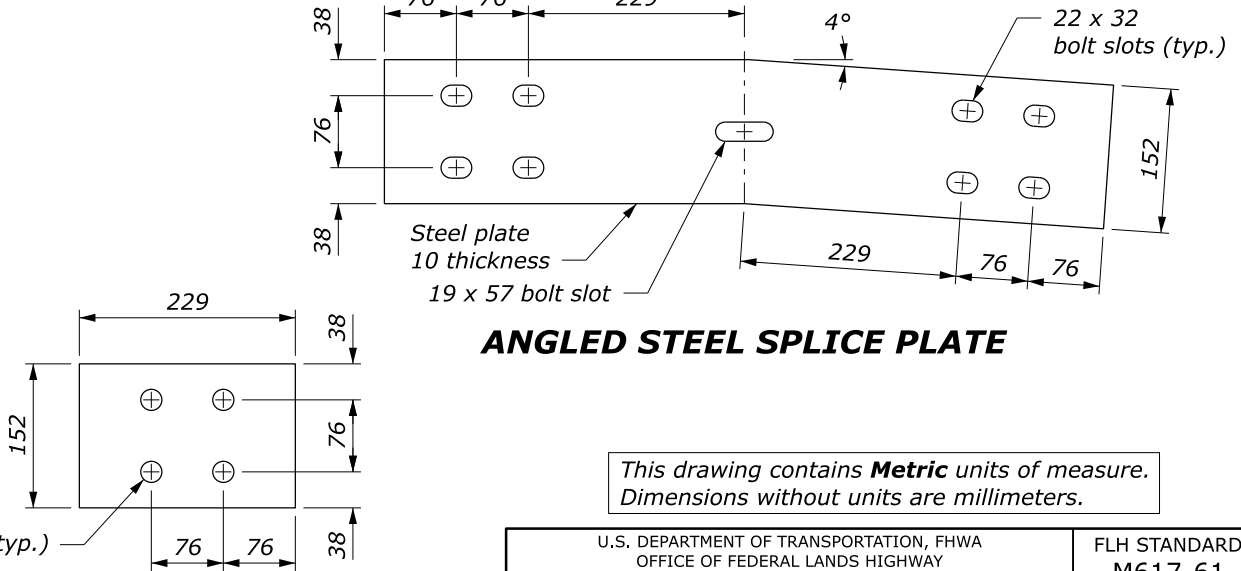 76 76 229
38
4°
22 x 32
bolt slots (typ.)
76
152
38
Steel plate
10 thickness
19 x 57 bolt slot
229
76 76
ANGLED STEEL SPLICE PLATE
229
38
152
76
typ.)
76 76
38
This drawing contains Metric units of measure.
Dimensions without units are millimeters.
U.S. DEPARTMENT OF TRANSPORTATION, FHWA
OFFICE OF FEDERAL LANDS HIGHWAY
FLH STANDARD
M617-61